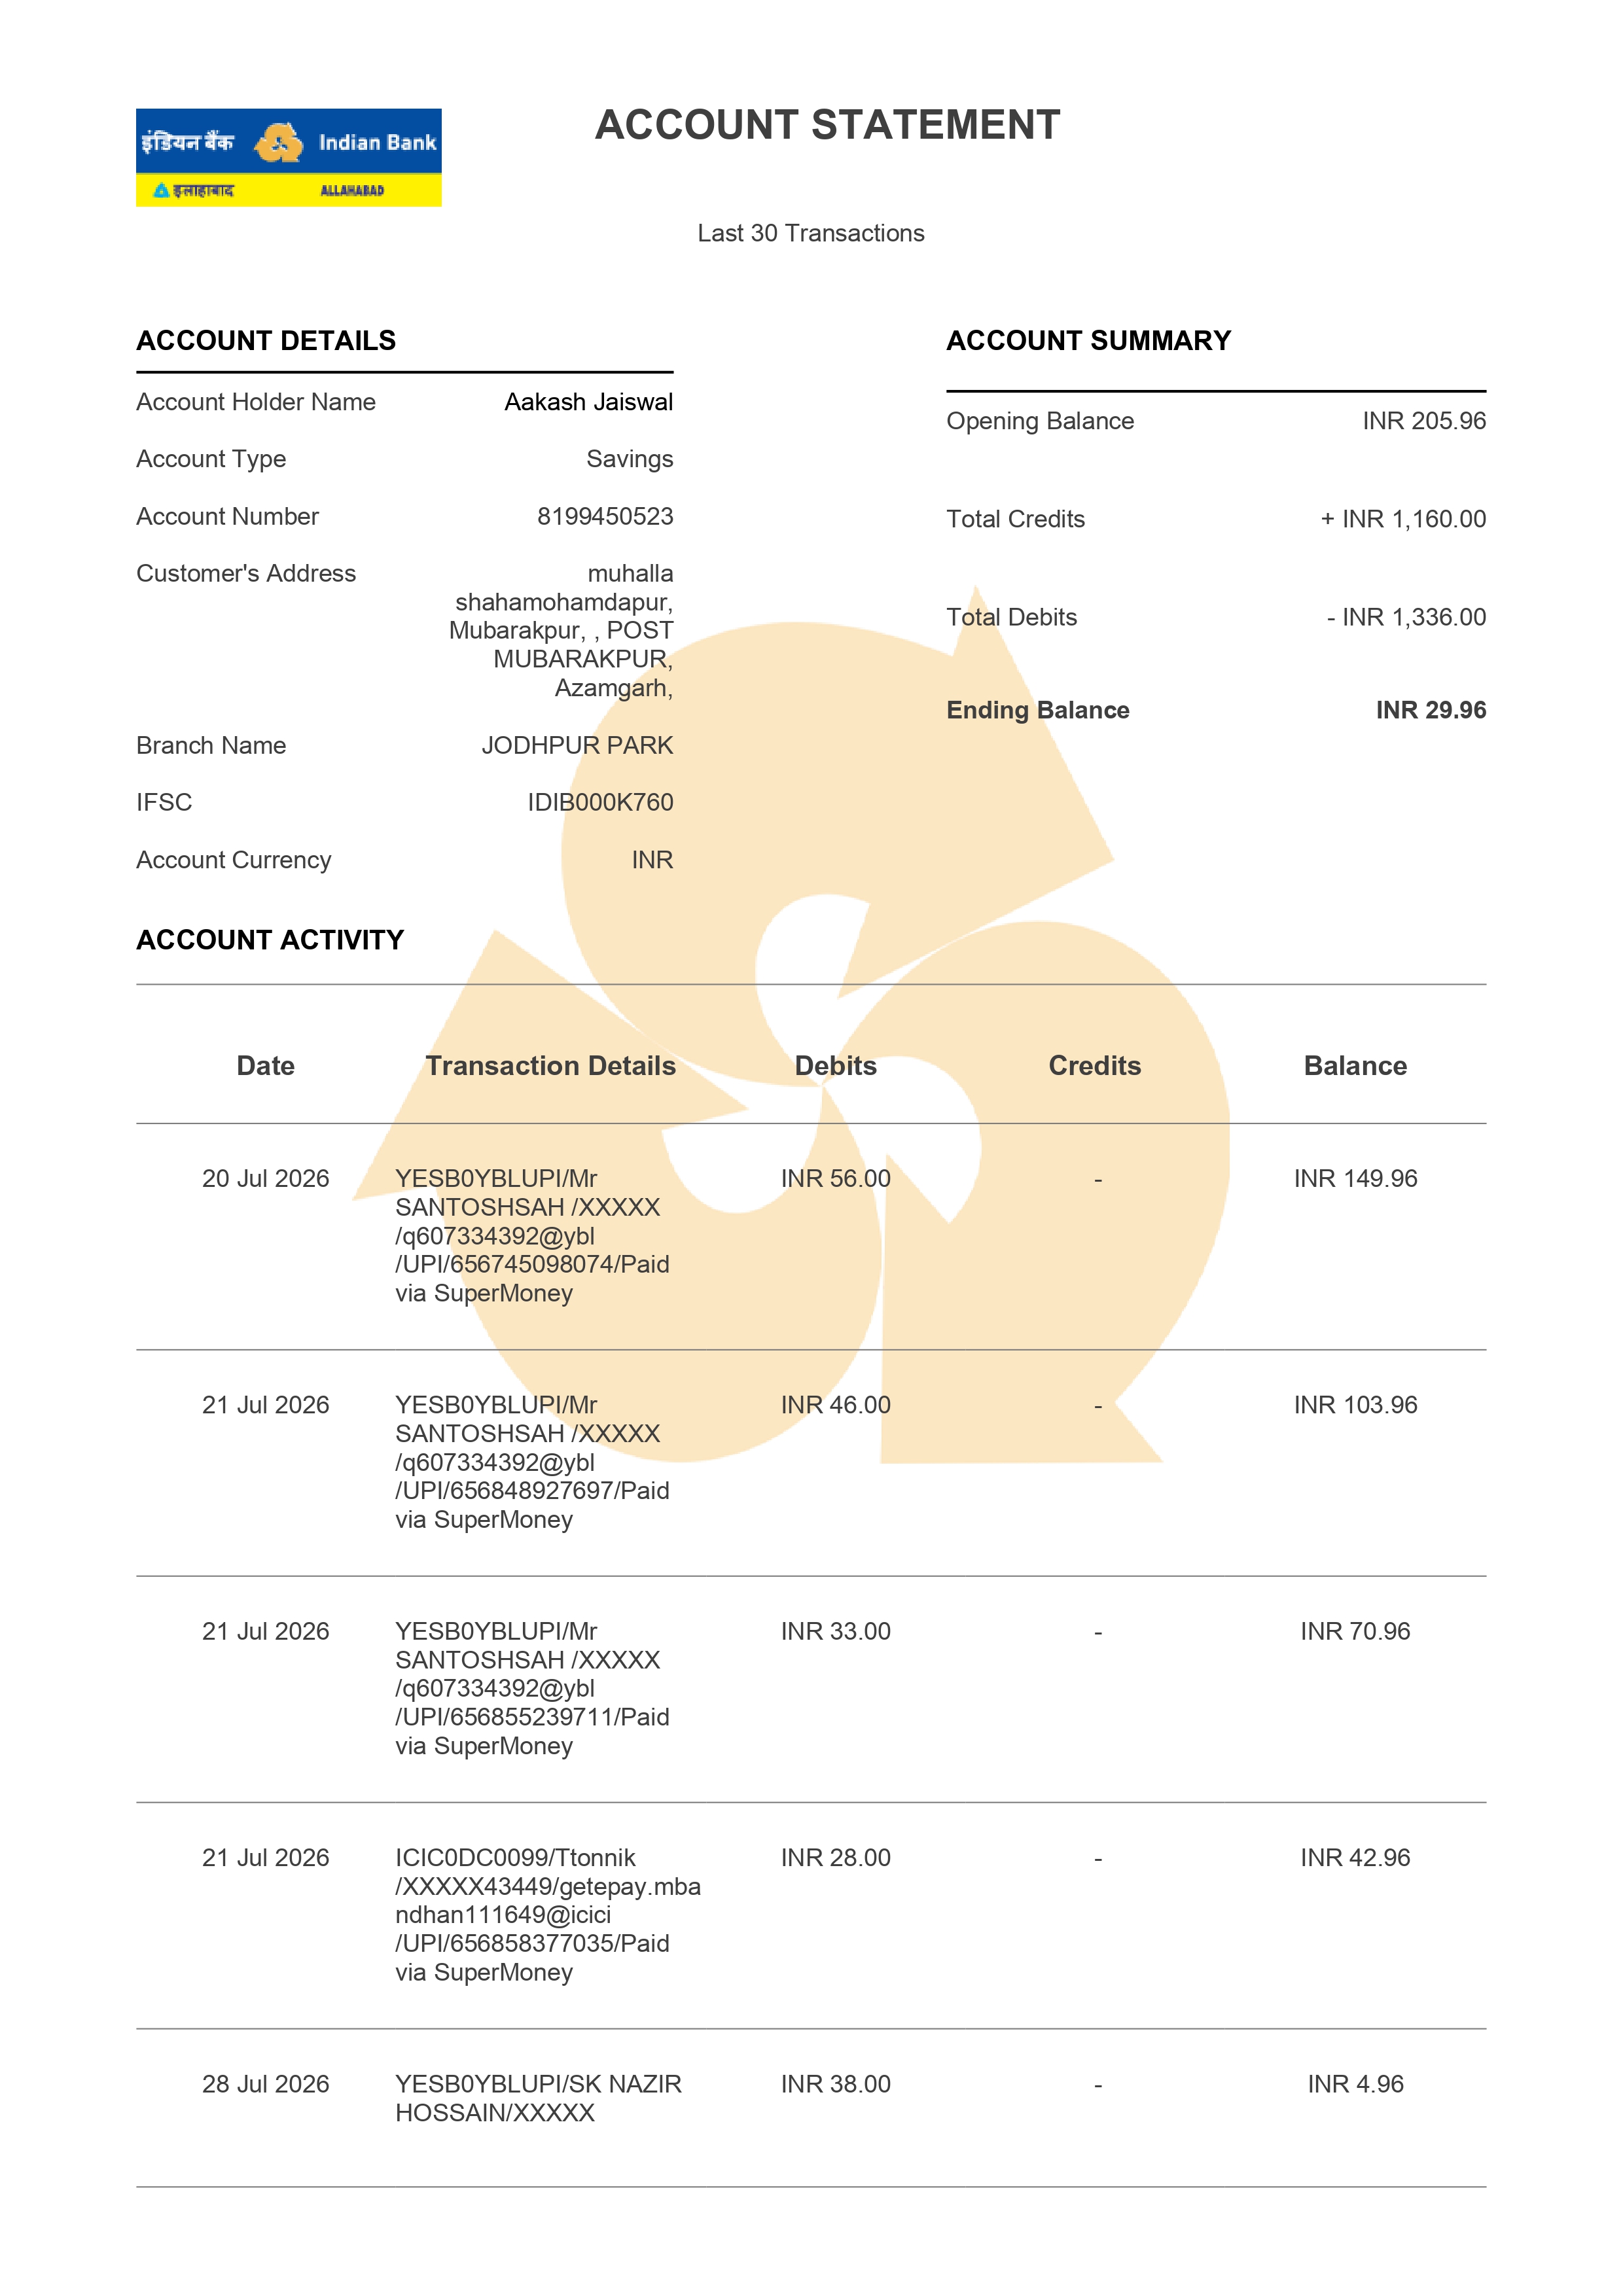 इंडियन बैंक Indian Bank
इलाहाबाद ALLAHABAD
ACCOUNT STATEMENT
Last 30 Transactions
ACCOUNT DETAILS
Account Holder Name Aakash Jaiswal
Account Type Savings
Account Number 8199450523
Customer's Address muhalla
shahamohamdapur,
Mubarakpur, , POST
MUBARAKPUR,
Azamgarh,
Branch Name JODHPUR PARK
IFSC IDIB000K760
Account Currency INR
ACCOUNT SUMMARY
Opening Balance INR 205.96
Total Credits + INR 1,160.00
Total Debits - INR 1,336.00
Ending Balance INR 29.96
ACCOUNT ACTIVITY
Date Transaction Details Debits Credits Balance
20 Jul 2026 YESB0YBLUPI/Mr INR 56.00 - INR 149.96
SANTOSHSAH /XXXXX
/q607334392@ybl
/UPI/656745098074/Paid
via SuperMoney
21 Jul 2026 YESB0YBLUPI/Mr INR 46.00 - INR 103.96
SANTOSHSAH /XXXXX
/q607334392@ybl
/UPI/656848927697/Paid
via SuperMoney
21 Jul 2026 YESB0YBLUPI/Mr INR 33.00 - INR 70.96
SANTOSHSAH /XXXXX
/q607334392@ybl
/UPI/656855239711/Paid
via SuperMoney
21 Jul 2026 ICIC0DC0099/Ttonnik INR 28.00 - INR 42.96
/XXXXX43449/getepay.mba
ndhan111649@icici
/UPI/656858377035/Paid
via SuperMoney
28 Jul 2026 YESB0YBLUPI/SK NAZIR INR 38.00 - INR 4.96
HOSSAIN/XXXXX